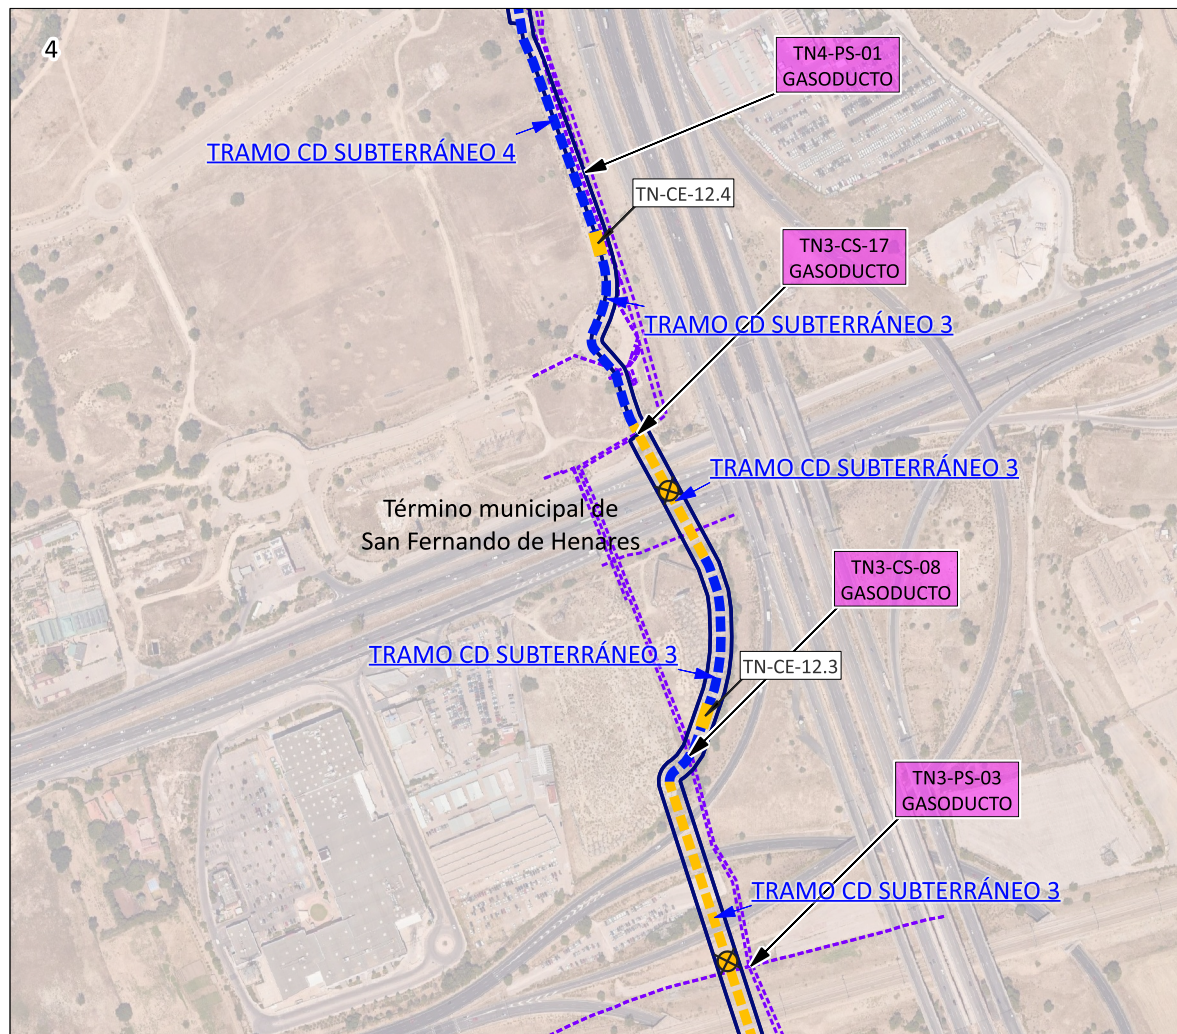 4
TN4-PS-01
GASODUCTO
TRAMO CD SUBTERRÁNEO 4
TN-CE-12.4
TN3-CS-17
GASODUCTO
TRAMO CD SUBTERRÁNEO 3
TRAMO CD SUBTERRÁNEO 3
Término municipal de
San Fernando de Henares
TN3-CS-08
GASODUCTO
TRAMO CD SUBTERRÁNEO 3
TN-CE-12.3
TN3-PS-03
GASODUCTO
TRAMO CD SUBTERRÁNEO 3